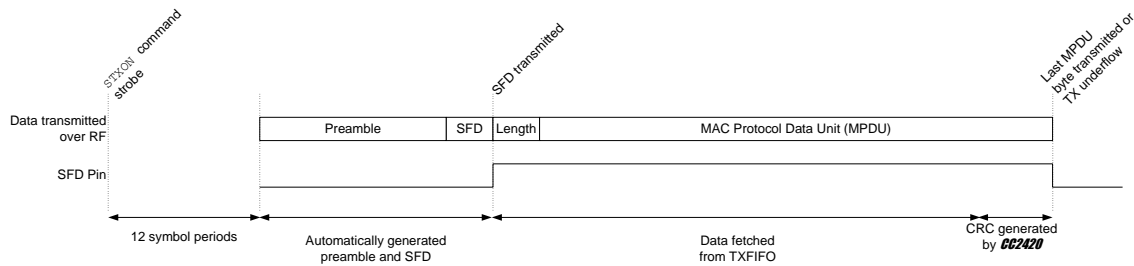 STXON command
strobe
SFD transmitted
Last MPDU
byte transmitted or
TX underflow
Data transmitted
over RF
Preamble
SFD
Length
MAC Protocol Data Unit (MPDU)
SFD Pin
12 symbol periods
Automatically generated
preamble and SFD
Data fetched
from TXFIFO
CRC generated
by CC2420